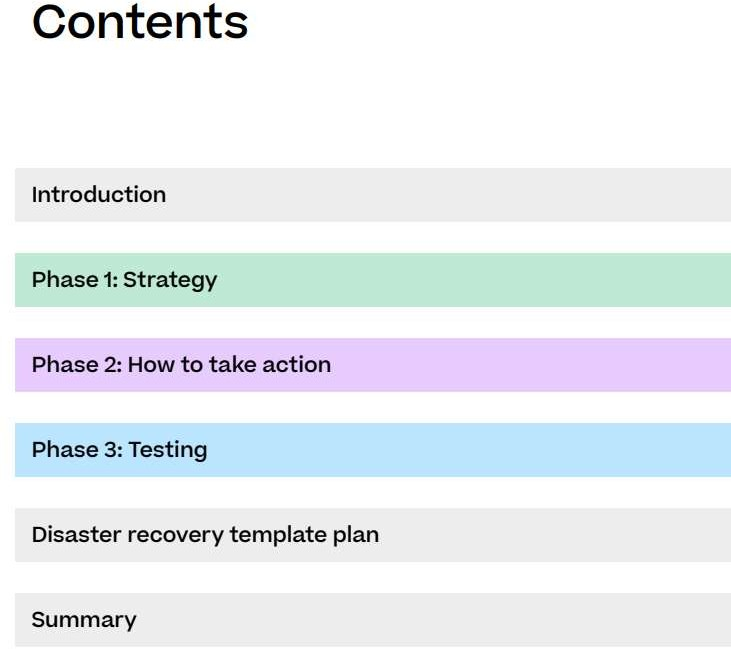 Contents
Introduction
Phase 1: Strategy
Phase 2: How to take action
Phase 3: Testing
Disaster recovery template plan
Summary